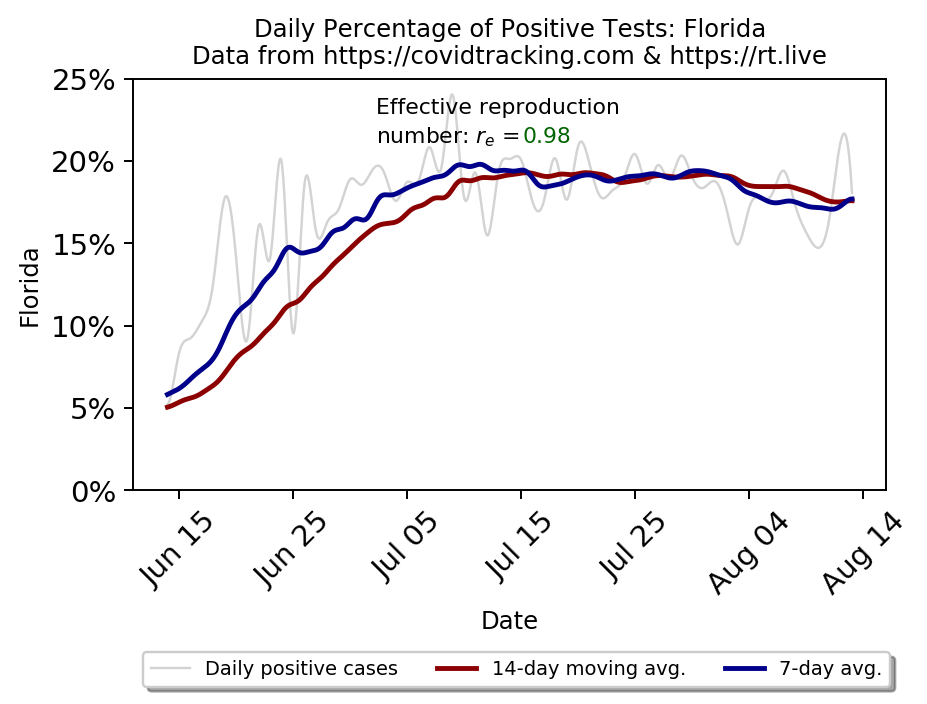 Daily Percentage of Positive Tests: Florida
Data from https://covidtracking.com & https://rt.live
25%
Effective reproduction
number: rₑ = 0.98
20%
15%
10%
5%
0%
Florida
Jun 15
Jun 25
Jul 05
Jul 15
Jul 25
Aug 04
Aug 14
Date
Daily positive cases
14-day moving avg.
7-day avg.